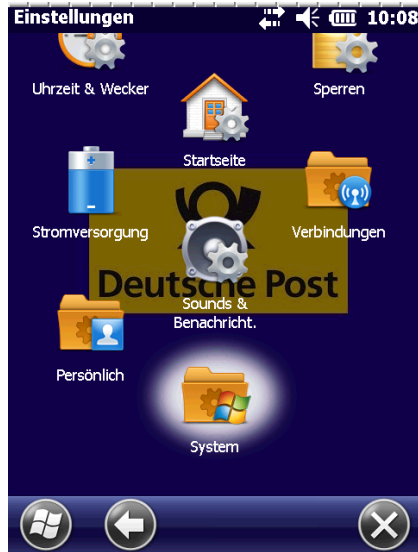 Einstellungen
10:08
Uhrzeit & Wecker
Sperren
Startseite
Stromversorgung
Verbindungen
Deutsche Post
Sounds &
Benachricht.
Persönlich
System